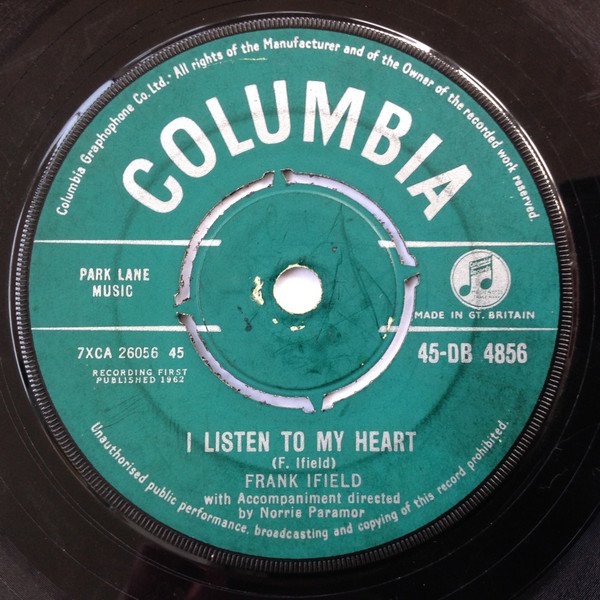 Columbia Graphophone Co. Ltd. · All rights of the Manufacturer and of the Owner of the recorded work reserved.
COLUMBIA
PARK LANE
MUSIC
MADE IN GT. BRITAIN
7XCA 26056 45
45-DB 4856
RECORDING FIRST
PUBLISHED 1962
I LISTEN TO MY HEART
(F. Ifield)
FRANK IFIELD
with Accompaniment directed
by Norrie Paramor
Unauthorised public performance, broadcasting and copying of this record prohibited.